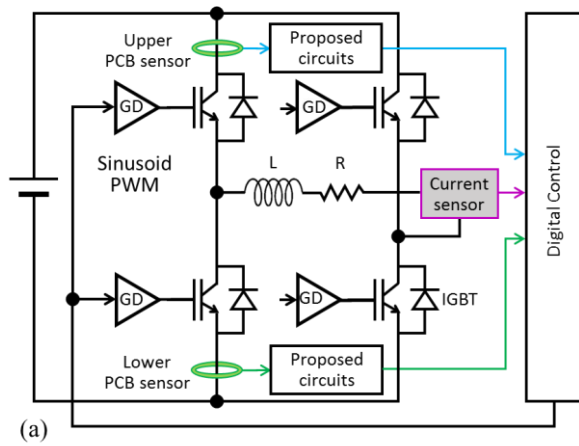 Upper
PCB sensor
Proposed
circuits
GD
GD
Sinusoid
PWM
L
R
Current
sensor
Digital Control
GD
GD
IGBT
Lower
PCB sensor
Proposed
circuits
(a)